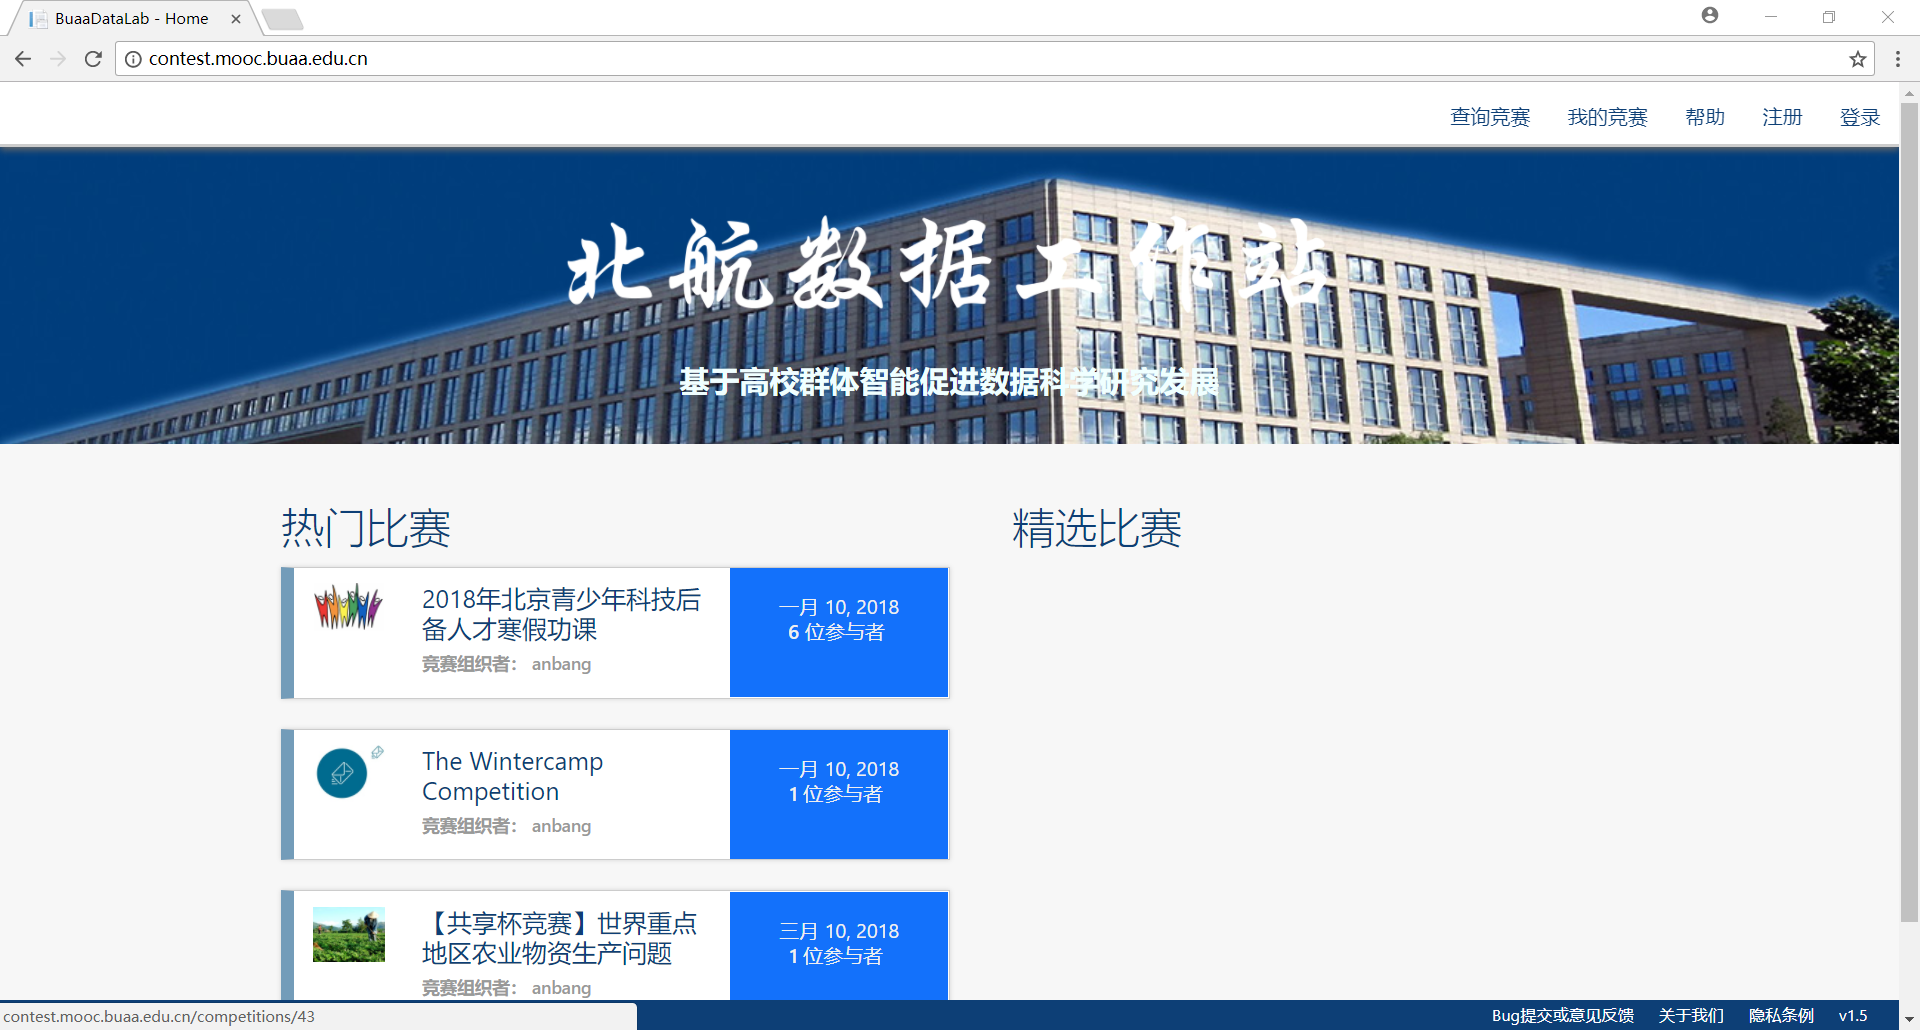 BuaaDataLab - Home
contest.mooc.buaa.edu.cn
查询竞赛 我的竞赛 帮助 注册 登录
北航数据工作站
基于高校群体智能促进数据科学研究发展
热门比赛
2018年北京青少年科技后
备人才寒假功课
竞赛组织者： anbang
一月 10, 2018
6 位参与者
The Wintercamp
Competition
竞赛组织者： anbang
一月 10, 2018
1 位参与者
【共享杯竞赛】世界重点
地区农业物资生产问题
竞赛组织者： anbang
三月 10, 2018
1 位参与者
精选比赛
contest.mooc.buaa.edu.cn/competitions/43
Bug提交或意见反馈 关于我们 隐私条例 v1.5